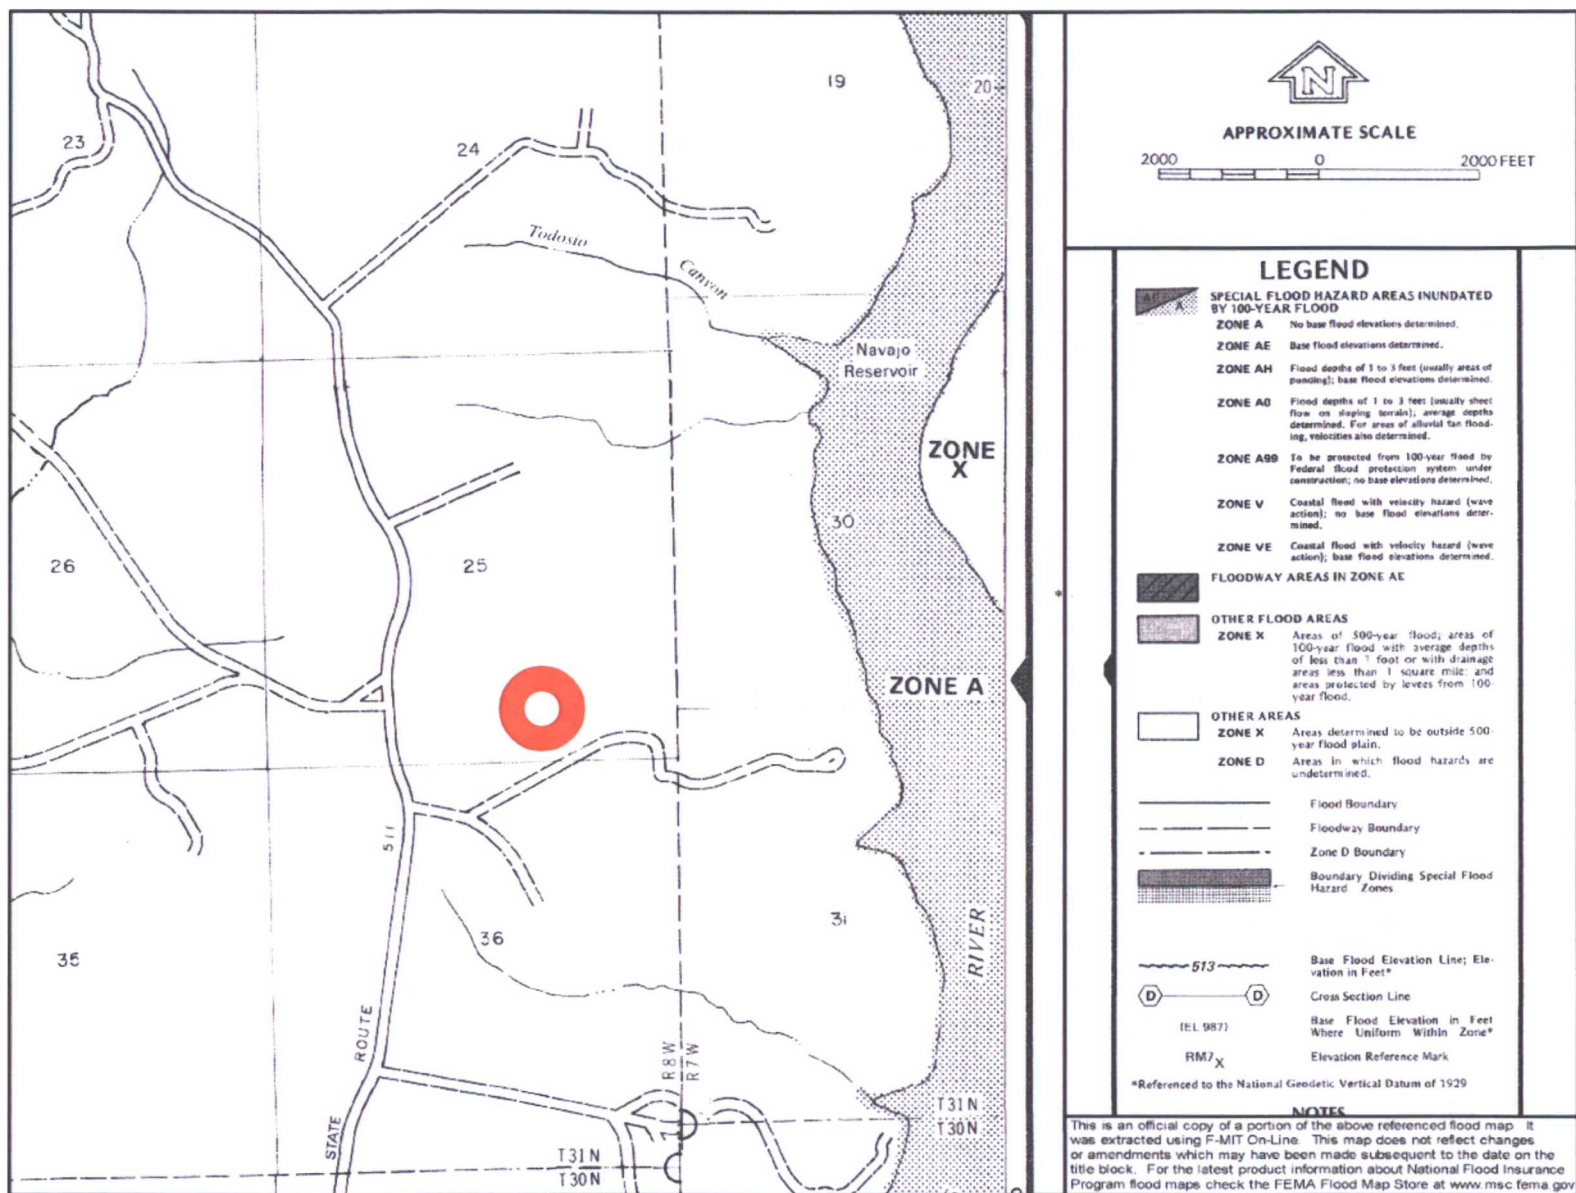 19
20
23
24
Todosio
Canyon
Navajo
Reservoir
ZONE
X
30
26
25
ZONE A
511
36
31
35
RIVER
ROUTE
STATE
R8W
R7W
T31N
T30N
T31N
T30N
N
APPROXIMATE SCALE
2000 0 2000 FEET
LEGEND
AE
A
SPECIAL FLOOD HAZARD AREAS INUNDATED
BY 100-YEAR FLOOD
ZONE A No base flood elevations determined.
ZONE AE Base flood elevations determined.
ZONE AH Flood depths of 1 to 3 feet (usually areas of
ponding); base flood elevations determined.
ZONE AO Flood depths of 1 to 3 feet (usually sheet
flow on sloping terrain); average depths
determined. For areas of alluvial fan flood-
ing, velocities also determined.
ZONE A99 To be protected from 100-year flood by
Federal flood protection system under
construction; no base elevations determined.
ZONE V Coastal flood with velocity hazard (wave
action); no base flood elevations deter-
mined.
ZONE VE Coastal flood with velocity hazard (wave
action); base flood elevations determined.
FLOODWAY AREAS IN ZONE AE
OTHER FLOOD AREAS
ZONE X Areas of 500-year flood; areas of
100-year flood with average depths
of less than 1 foot or with drainage
areas less than 1 square mile; and
areas protected by levees from 100-
year flood.
OTHER AREAS
ZONE X Areas determined to be outside 500-
year flood plain.
ZONE D Areas in which flood hazards are
undetermined.
Flood Boundary
Floodway Boundary
Zone D Boundary
Boundary Dividing Special Flood
Hazard Zones
513 Base Flood Elevation Line; Ele-
vation in Feet*
D D Cross Section Line
(EL 987) Base Flood Elevation in Feet
Where Uniform Within Zone*
RM7X Elevation Reference Mark
*Referenced to the National Geodetic Vertical Datum of 1929
NOTES
This is an official copy of a portion of the above referenced flood map. It
was extracted using F-MIT On-Line. This map does not reflect changes
or amendments which may have been made subsequent to the date on the
title block. For the latest product information about National Flood Insurance
Program flood maps check the FEMA Flood Map Store at www.msc.fema.gov